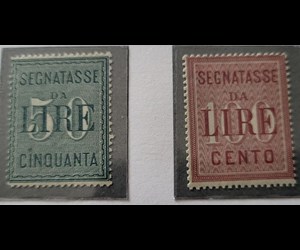 SEGNATASSE
DA
50
LIRE
CINQUANTA
SEGNATASSE
DA
100
LIRE
CENTO